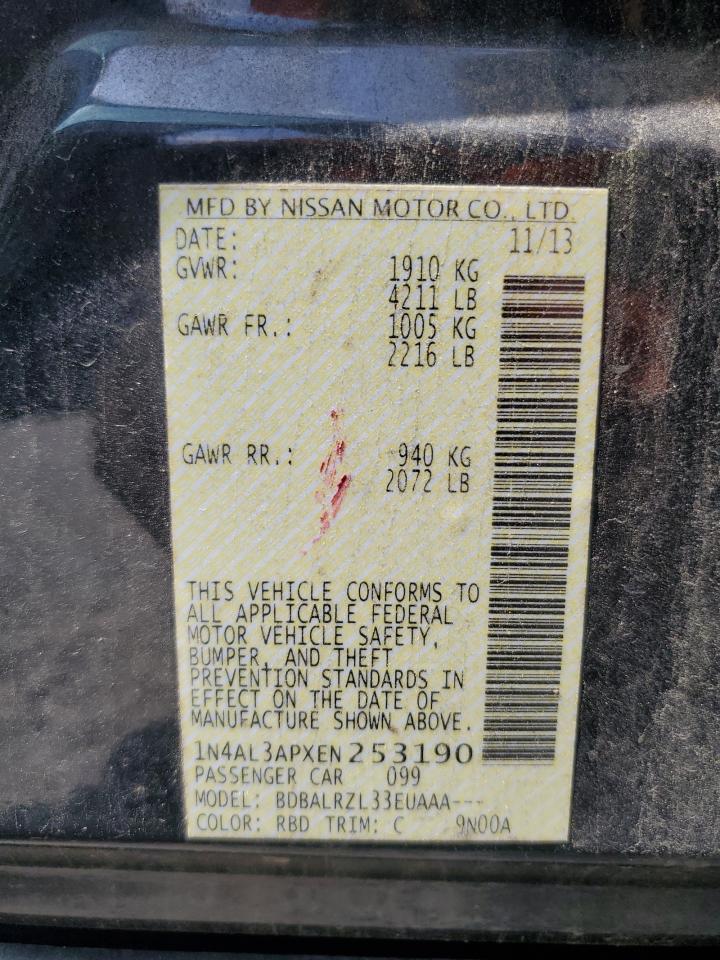 MFD BY NISSAN MOTOR CO., LTD.
DATE: 11/13
GVWR: 1910 KG
4211 LB
GAWR FR.: 1005 KG
2216 LB
GAWR RR.: 940 KG
2072 LB
THIS VEHICLE CONFORMS TO
ALL APPLICABLE FEDERAL
MOTOR VEHICLE SAFETY,
BUMPER, AND THEFT
PREVENTION STANDARDS IN
EFFECT ON THE DATE OF
MANUFACTURE SHOWN ABOVE.
1N4AL3APXEN253190
PASSENGER CAR 099
MODEL: BDBALRZL33EUAAA---
COLOR: RBD TRIM: C 9N00A